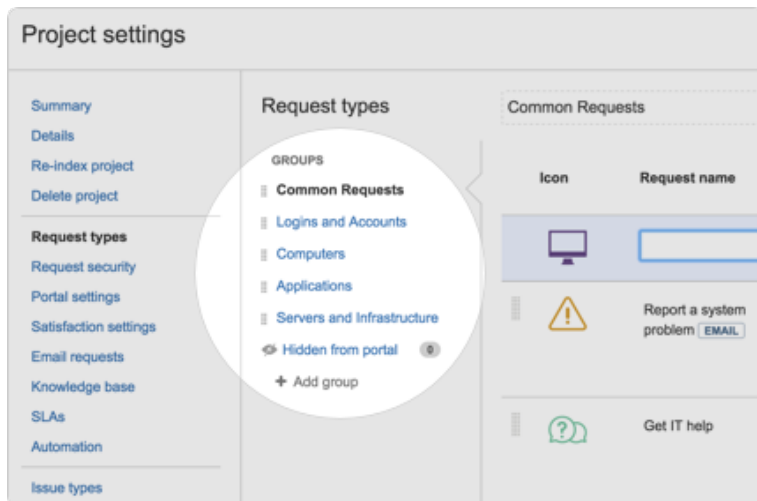 Project settings
Summary
Details
Re-index project
Delete project
Request types
Request security
Portal settings
Satisfaction settings
Email requests
Knowledge base
SLAs
Automation
Issue types
Request types
GROUPS
Common Requests
Logins and Accounts
Computers
Applications
Servers and Infrastructure
Hidden from portal 0
+ Add group
Common Requests
Icon Request name
Report a system
problem EMAIL
Get IT help